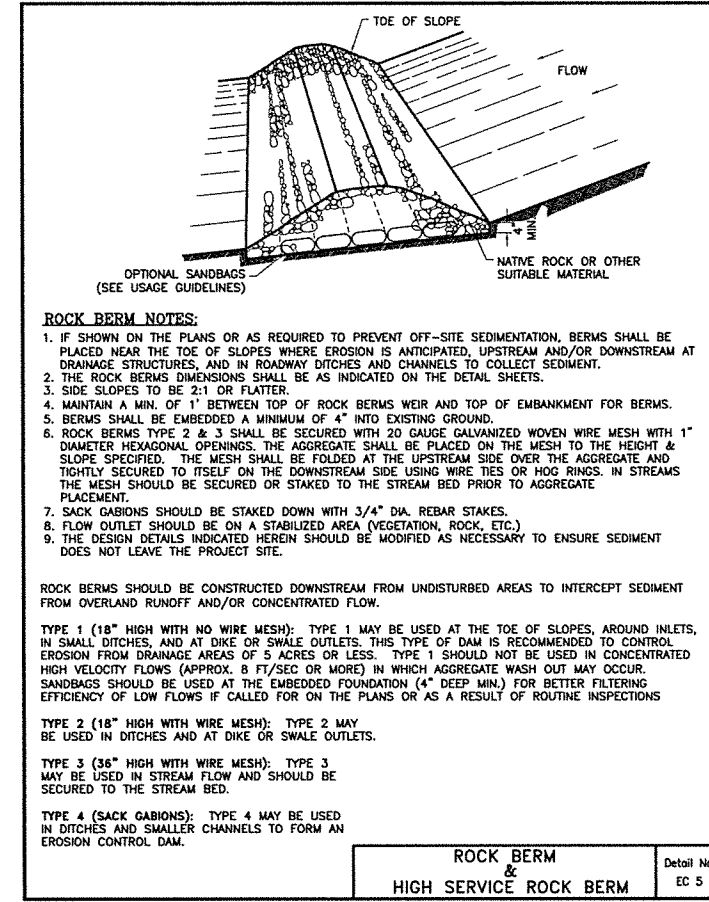 TOE OF SLOPE
FLOW
4"
MIN.
OPTIONAL SANDBAGS
(SEE USAGE GUIDELINES)
NATIVE ROCK OR OTHER
SUITABLE MATERIAL
ROCK BERM NOTES:
1. IF SHOWN ON THE PLANS OR AS REQUIRED TO PREVENT OFF-SITE SEDIMENTATION, BERMS SHALL BE
PLACED NEAR THE TOE OF SLOPES WHERE EROSION IS ANTICIPATED, UPSTREAM AND/OR DOWNSTREAM AT
DRAINAGE STRUCTURES, AND IN ROADWAY DITCHES AND CHANNELS TO COLLECT SEDIMENT.
2. THE ROCK BERMS DIMENSIONS SHALL BE AS INDICATED ON THE DETAIL SHEETS.
3. SIDE SLOPES TO BE 2:1 OR FLATTER.
4. MAINTAIN A MIN. OF 1' BETWEEN TOP OF ROCK BERMS WEIR AND TOP OF EMBANKMENT FOR BERMS.
5. BERMS SHALL BE EMBEDDED A MINIMUM OF 4" INTO EXISTING GROUND.
6. ROCK BERMS TYPE 2 & 3 SHALL BE SECURED WITH 20 GAUGE GALVANIZED WOVEN WIRE MESH WITH 1"
DIAMETER HEXAGONAL OPENINGS. THE AGGREGATE SHALL BE PLACED ON THE MESH TO THE HEIGHT &
SLOPE SPECIFIED. THE MESH SHALL BE FOLDED AT THE UPSTREAM SIDE OVER THE AGGREGATE AND
TIGHTLY SECURED TO ITSELF ON THE DOWNSTREAM SIDE USING WIRE TIES OR HOG RINGS. IN STREAMS
THE MESH SHOULD BE SECURED OR STAKED TO THE STREAM BED PRIOR TO AGGREGATE
PLACEMENT.
7. SACK GABIONS SHOULD BE STAKED DOWN WITH 3/4" DIA. REBAR STAKES.
8. FLOW OUTLET SHOULD BE ON A STABILIZED AREA (VEGETATION, ROCK, ETC.)
9. THE DESIGN DETAILS INDICATED HEREIN SHOULD BE MODIFIED AS NECESSARY TO ENSURE SEDIMENT
DOES NOT LEAVE THE PROJECT SITE.
ROCK BERMS SHOULD BE CONSTRUCTED DOWNSTREAM FROM UNDISTURBED AREAS TO INTERCEPT SEDIMENT
FROM OVERLAND RUNOFF AND/OR CONCENTRATED FLOW.
TYPE 1 (18" HIGH WITH NO WIRE MESH): TYPE 1 MAY BE USED AT THE TOE OF SLOPES, AROUND INLETS,
IN SMALL DITCHES, AND AT DIKE OR SWALE OUTLETS. THIS TYPE OF DAM IS RECOMMENDED TO CONTROL
EROSION FROM DRAINAGE AREAS OF 5 ACRES OR LESS. TYPE 1 SHOULD NOT BE USED IN CONCENTRATED
HIGH VELOCITY FLOWS (APPROX. 8 FT/SEC OR MORE) IN WHICH AGGREGATE WASH OUT MAY OCCUR.
SANDBAGS SHOULD BE USED AT THE EMBEDDED FOUNDATION (4" DEEP MIN.) FOR BETTER FILTERING
EFFICIENCY OF LOW FLOWS IF CALLED FOR ON THE PLANS OR AS A RESULT OF ROUTINE INSPECTIONS
TYPE 2 (18" HIGH WITH WIRE MESH): TYPE 2 MAY
BE USED IN DITCHES AND AT DIKE OR SWALE OUTLETS.
TYPE 3 (36" HIGH WITH WIRE MESH): TYPE 3
MAY BE USED IN STREAM FLOW AND SHOULD BE
SECURED TO THE STREAM BED.
TYPE 4 (SACK GABIONS): TYPE 4 MAY BE USED
IN DITCHES AND SMALLER CHANNELS TO FORM AN
EROSION CONTROL DAM.
ROCK BERM
&
HIGH SERVICE ROCK BERM
Detail No
EC 5